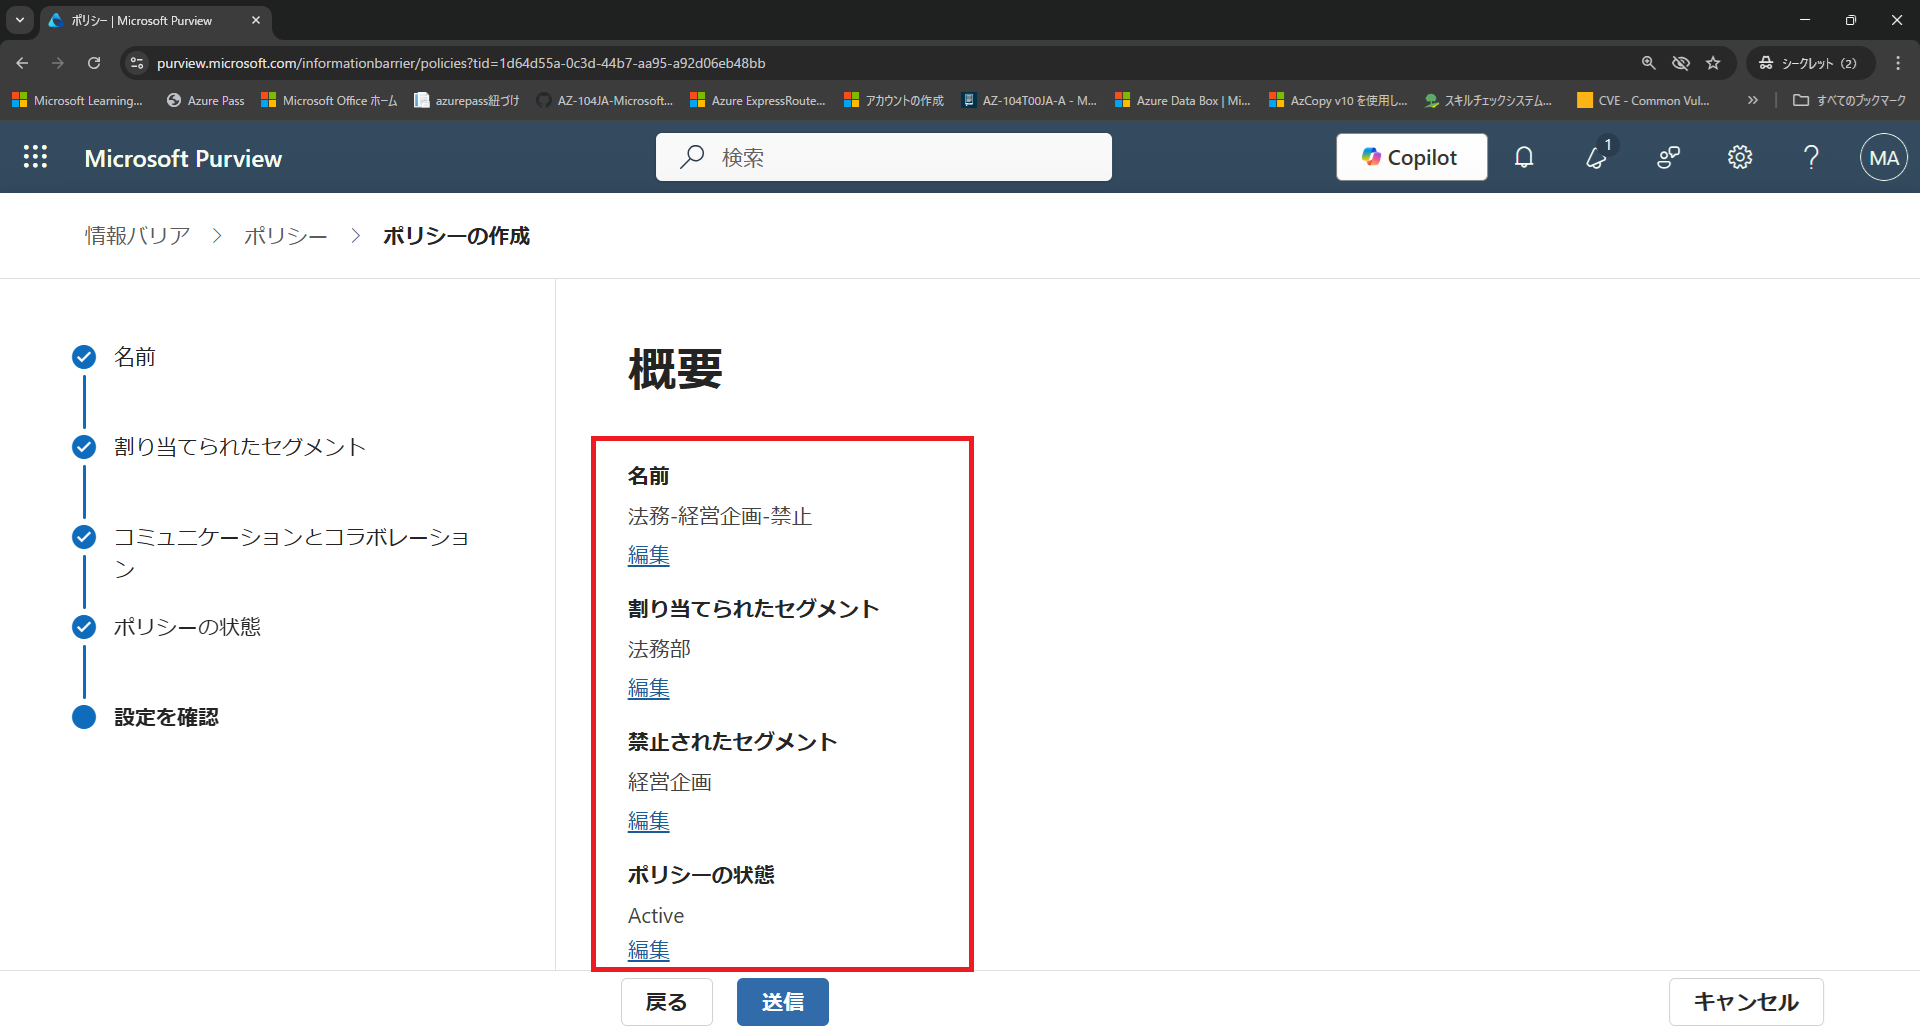 ポリシー | Microsoft Purview
purview.microsoft.com/informationbarrier/policies?tid=1d64d55a-0c3d-44b7-aa95-a92d06eb48bb
シークレット (2)
Microsoft Learning...
Azure Pass
Microsoft Office ホーム
azurepass紐づけ
AZ-104JA-Microsoft...
Azure ExpressRoute...
アカウントの作成
AZ-104T00JA-A - M...
Azure Data Box | Mi...
AzCopy v10 を使用し...
スキルチェックシステム...
CVE - Common Vul...
»
すべてのブックマーク
Microsoft Purview
検索
Copilot
1
MA
情報バリア > ポリシー > ポリシーの作成
名前
割り当てられたセグメント
コミュニケーションとコラボレーショ
ン
ポリシーの状態
設定を確認
概要
名前
法務-経営企画-禁止
編集
割り当てられたセグメント
法務部
編集
禁止されたセグメント
経営企画
編集
ポリシーの状態
Active
編集
戻る
送信
キャンセル